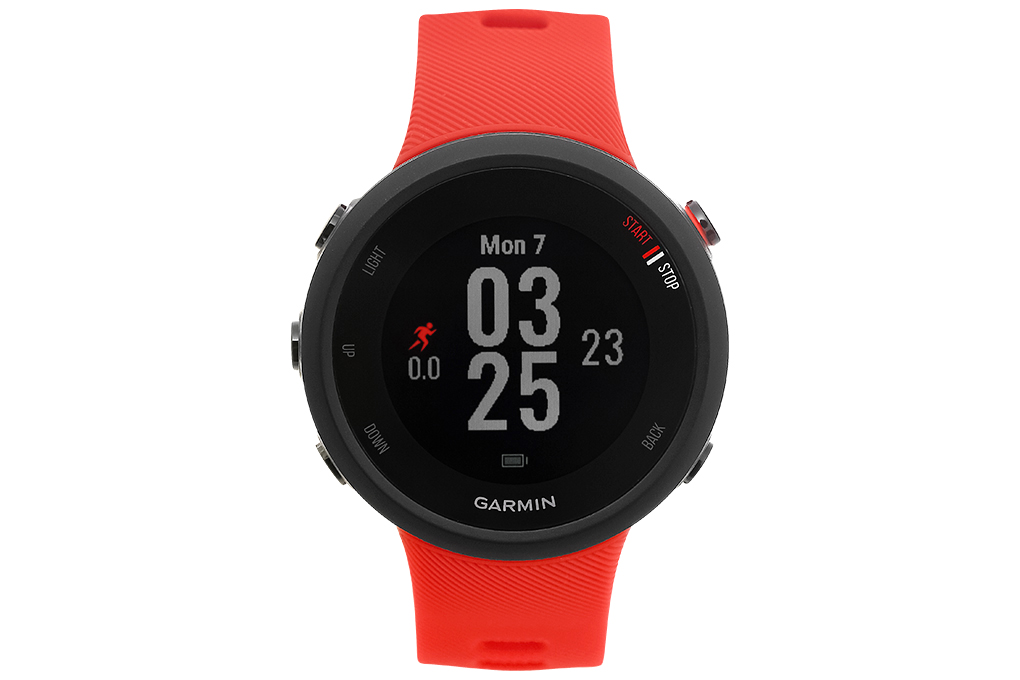 START
STOP
LIGHT
Mon 7
03
25
23
0.0
UP
DOWN
BACK
GARMIN